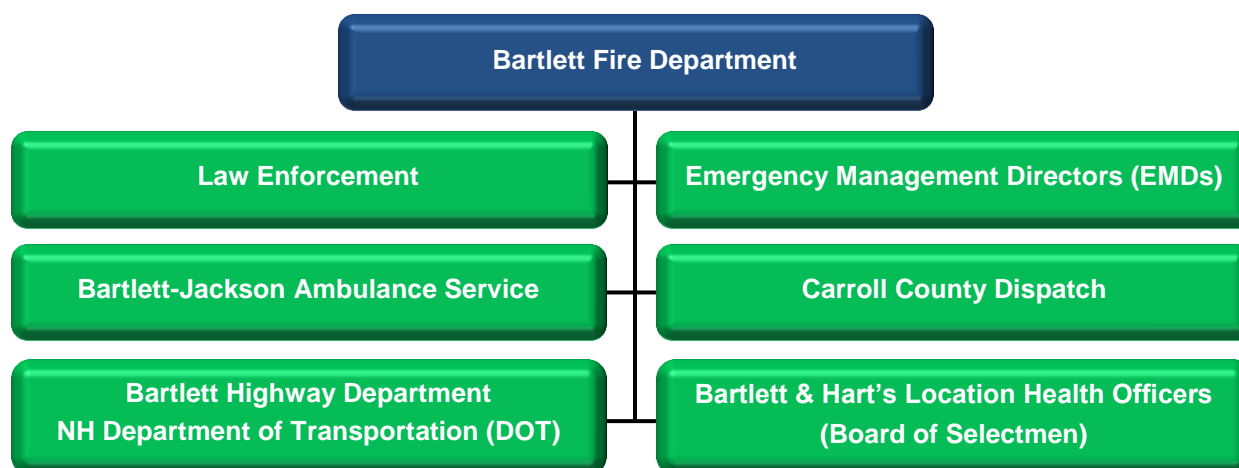 Bartlett Fire Department
Law Enforcement
Emergency Management Directors (EMDs)
Bartlett-Jackson Ambulance Service
Carroll County Dispatch
Bartlett Highway Department
NH Department of Transportation (DOT)
Bartlett & Hart’s Location Health Officers
(Board of Selectmen)